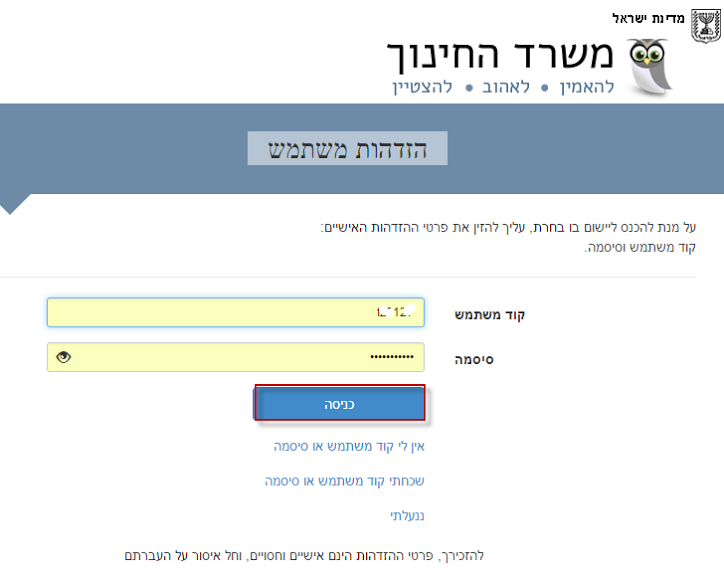 מדינת ישראל
משרד החינוך
להאמין • לאהוב • להצטיין
הזדהות משתמש
על מנת להכנס ליישום בו בחרת, עליך להזין את פרטי ההזדהות האישיים:
קוד משתמש וסיסמה.
קוד משתמש
סיסמה •••••••••••
כניסה
אין לי קוד משתמש או סיסמה
שכחתי קוד משתמש או סיסמה
ננעלתי
להזכירך, פרטי ההזדהות הינם אישיים וחסויים, וחל איסור על העברתם